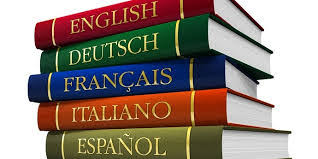 ENGLISH
DEUTSCH
FRANÇAIS
ITALIANO
ESPAÑOL